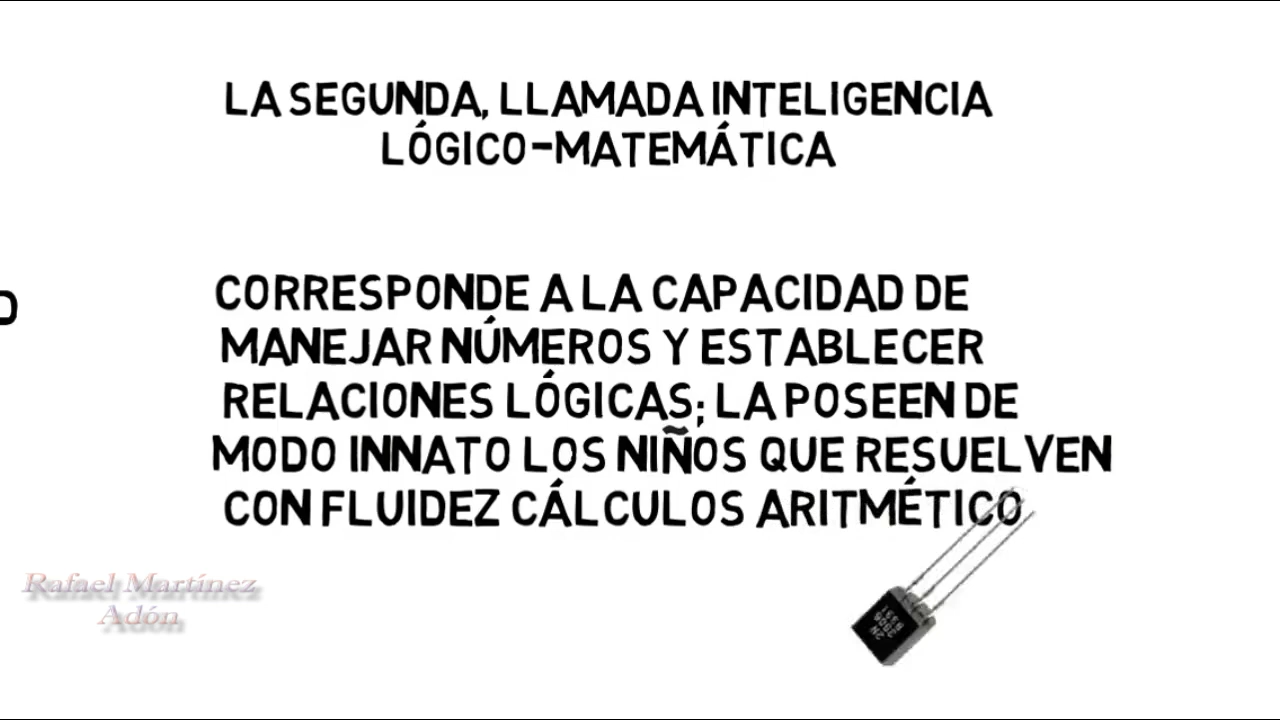 LA SEGUNDA, LLAMADA INTELIGENCIA
LÓGICO-MATEMÁTICA
CORRESPONDE A LA CAPACIDAD DE
MANEJAR NÚMEROS Y ESTABLECER
RELACIONES LÓGICAS; LA POSEEN DE
MODO INNATO LOS NIÑOS QUE RESUELVEN
CON FLUIDEZ CÁLCULOS ARITMÉTICO
Rafael Martínez
Adón